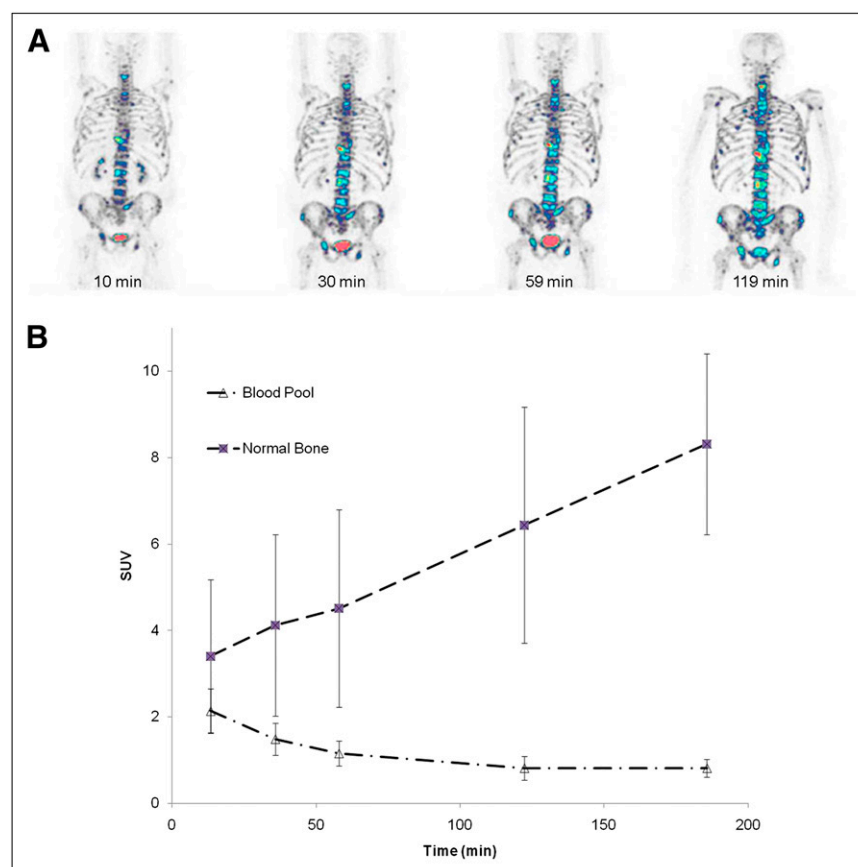 A
10 min
30 min
59 min
119 min
B
10
8
6
4
2
0
SUV
Blood Pool
Normal Bone
0
50
100
150
200
Time (min)